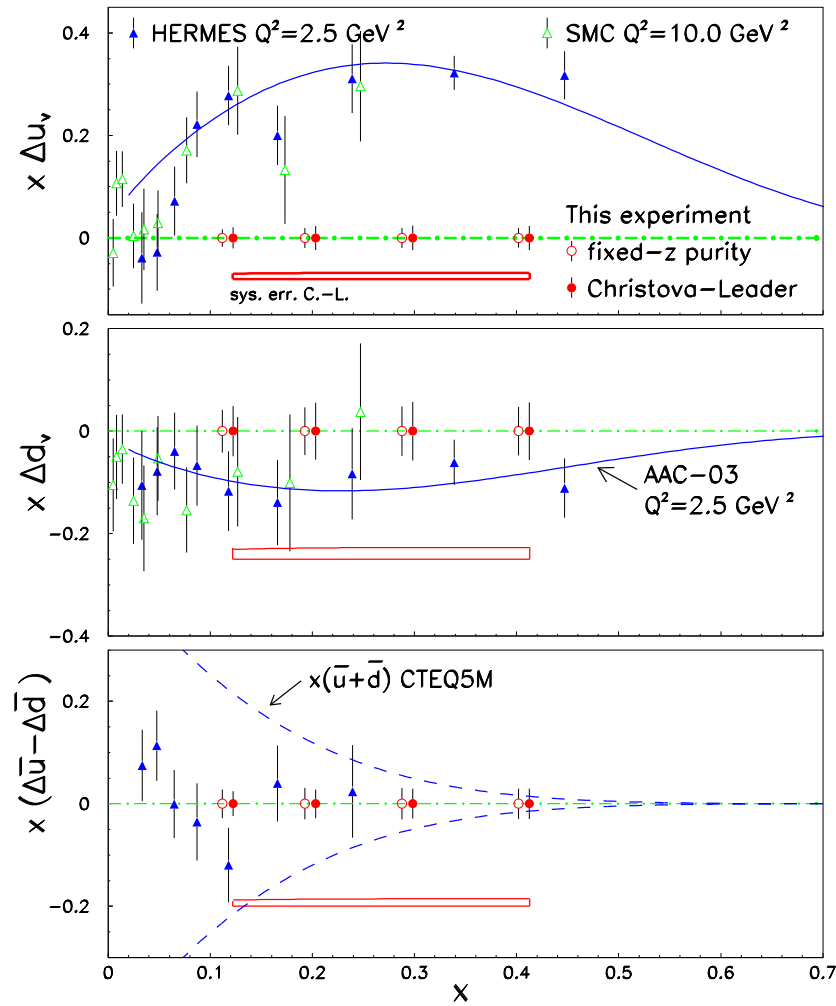 HERMES Q²=2.5 GeV² SMC Q²=10.0 GeV²
0.4
0.2
0
x Δuᵥ
This experiment
fixed-z purity
Christova-Leader
sys. err. C.-L.
0.2
0
-0.2
-0.4
x Δdᵥ
AAC-03
Q²=2.5 GeV²
x(u̅+d̅) CTEQ5M
0.2
0
-0.2
x (Δu̅-Δd̅)
0 0.1 0.2 0.3 0.4 0.5 0.6 0.7
x